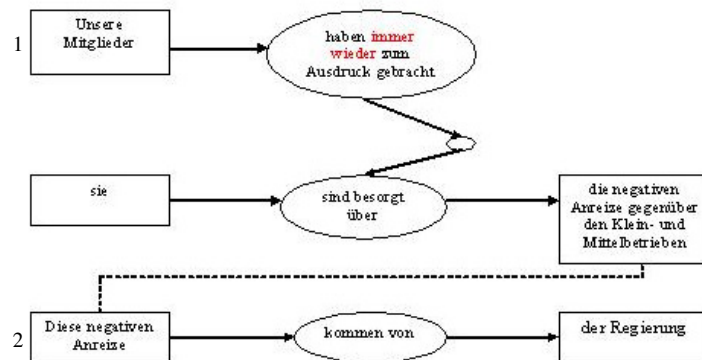 1
Unsere
Mitglieder
haben immer
wieder zum
Ausdruck gebracht
sie
sind besorgt
über
die negativen
Anreize gegenüber
den Klein- und
Mittelbetrieben
2
Diese negativen
Anreize
kommen von
der Regierung